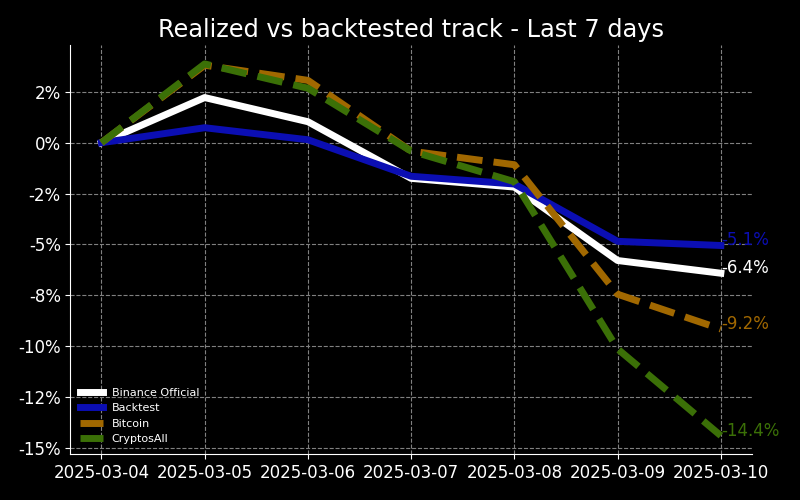 Realized vs backtested track - Last 7 days
2%
0%
-2%
-5%
-8%
-10%
-12%
-15%
-5.1%
-6.4%
-9.2%
-14.4%
Binance Official
Backtest
Bitcoin
CryptosAll
2025-03-04 2025-03-05 2025-03-06 2025-03-07 2025-03-08 2025-03-09 2025-03-10